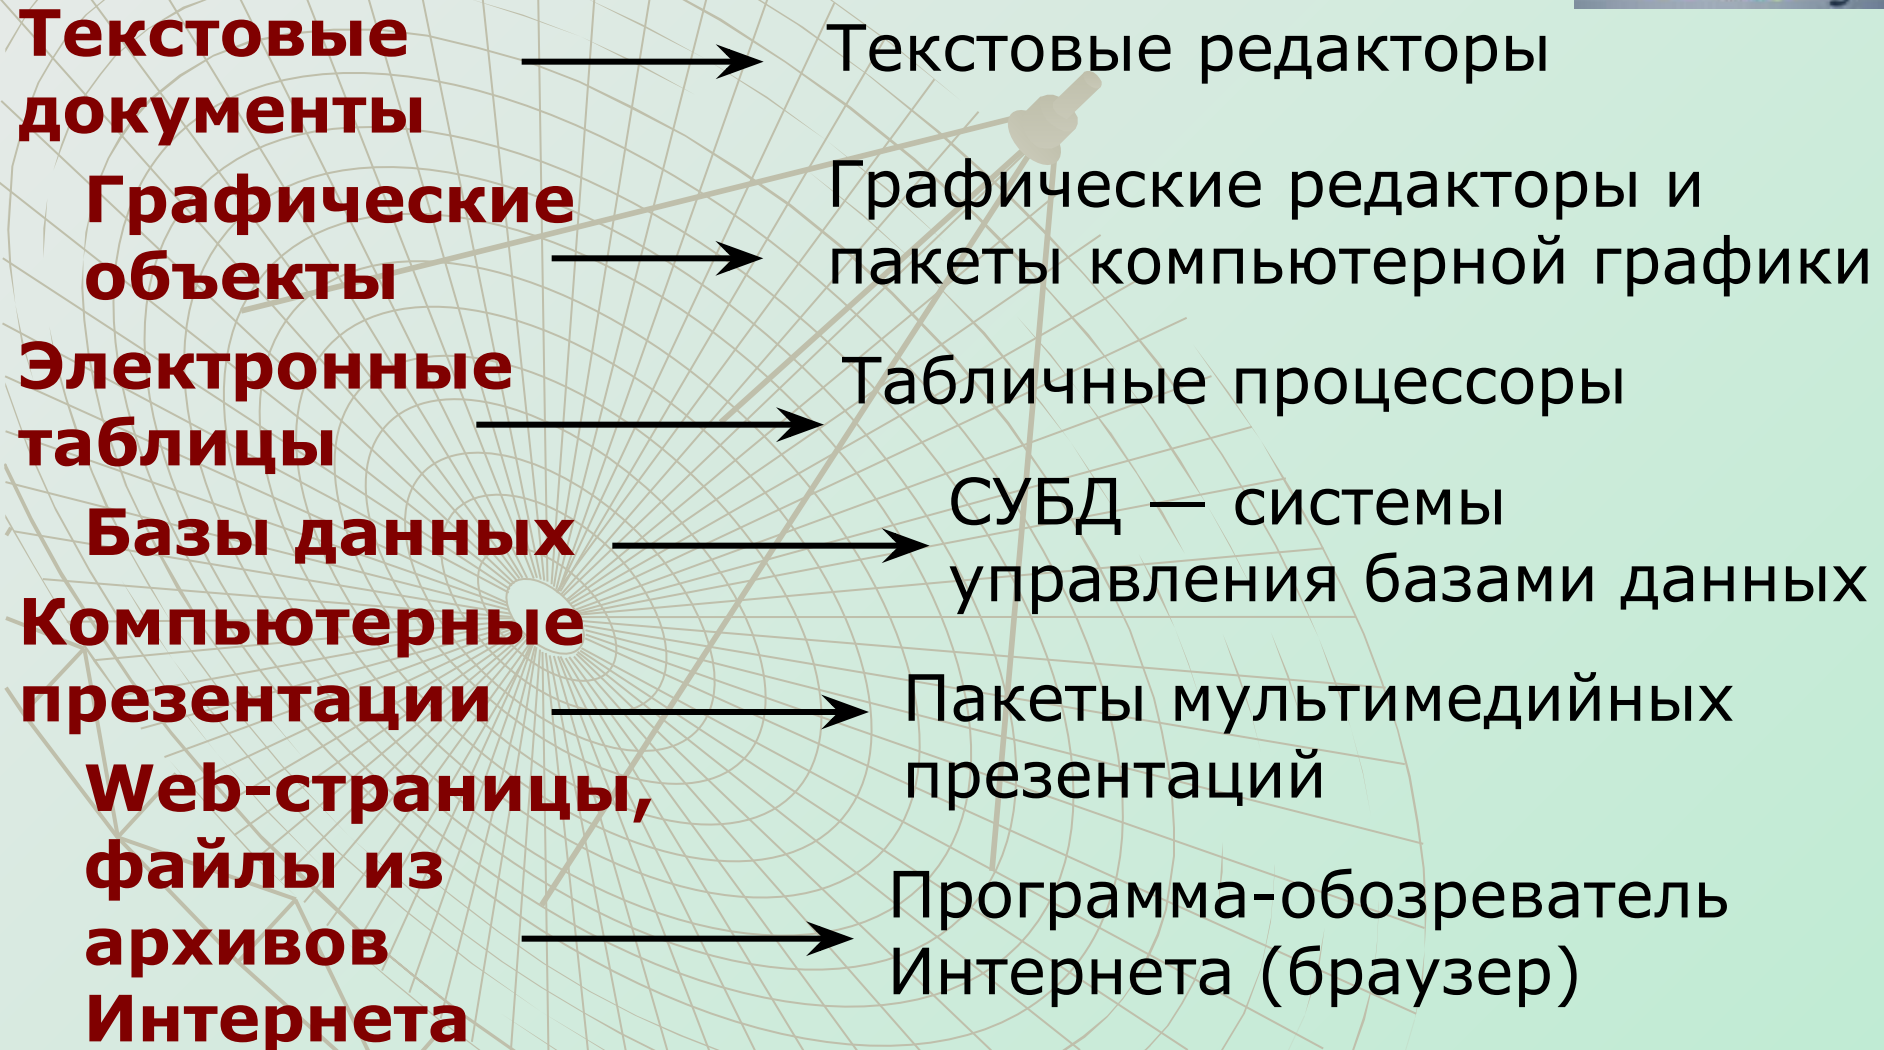 Текстовые
документы
Текстовые редакторы
Графические
объекты
Графические редакторы и
пакеты компьютерной графики
Электронные
таблицы
Табличные процессоры
Базы данных
СУБД — системы
управления базами данных
Компьютерные
презентации
Пакеты мультимедийных
презентаций
Web-страницы,
файлы из
архивов
Интернета
Программа-обозреватель
Интернета (браузер)